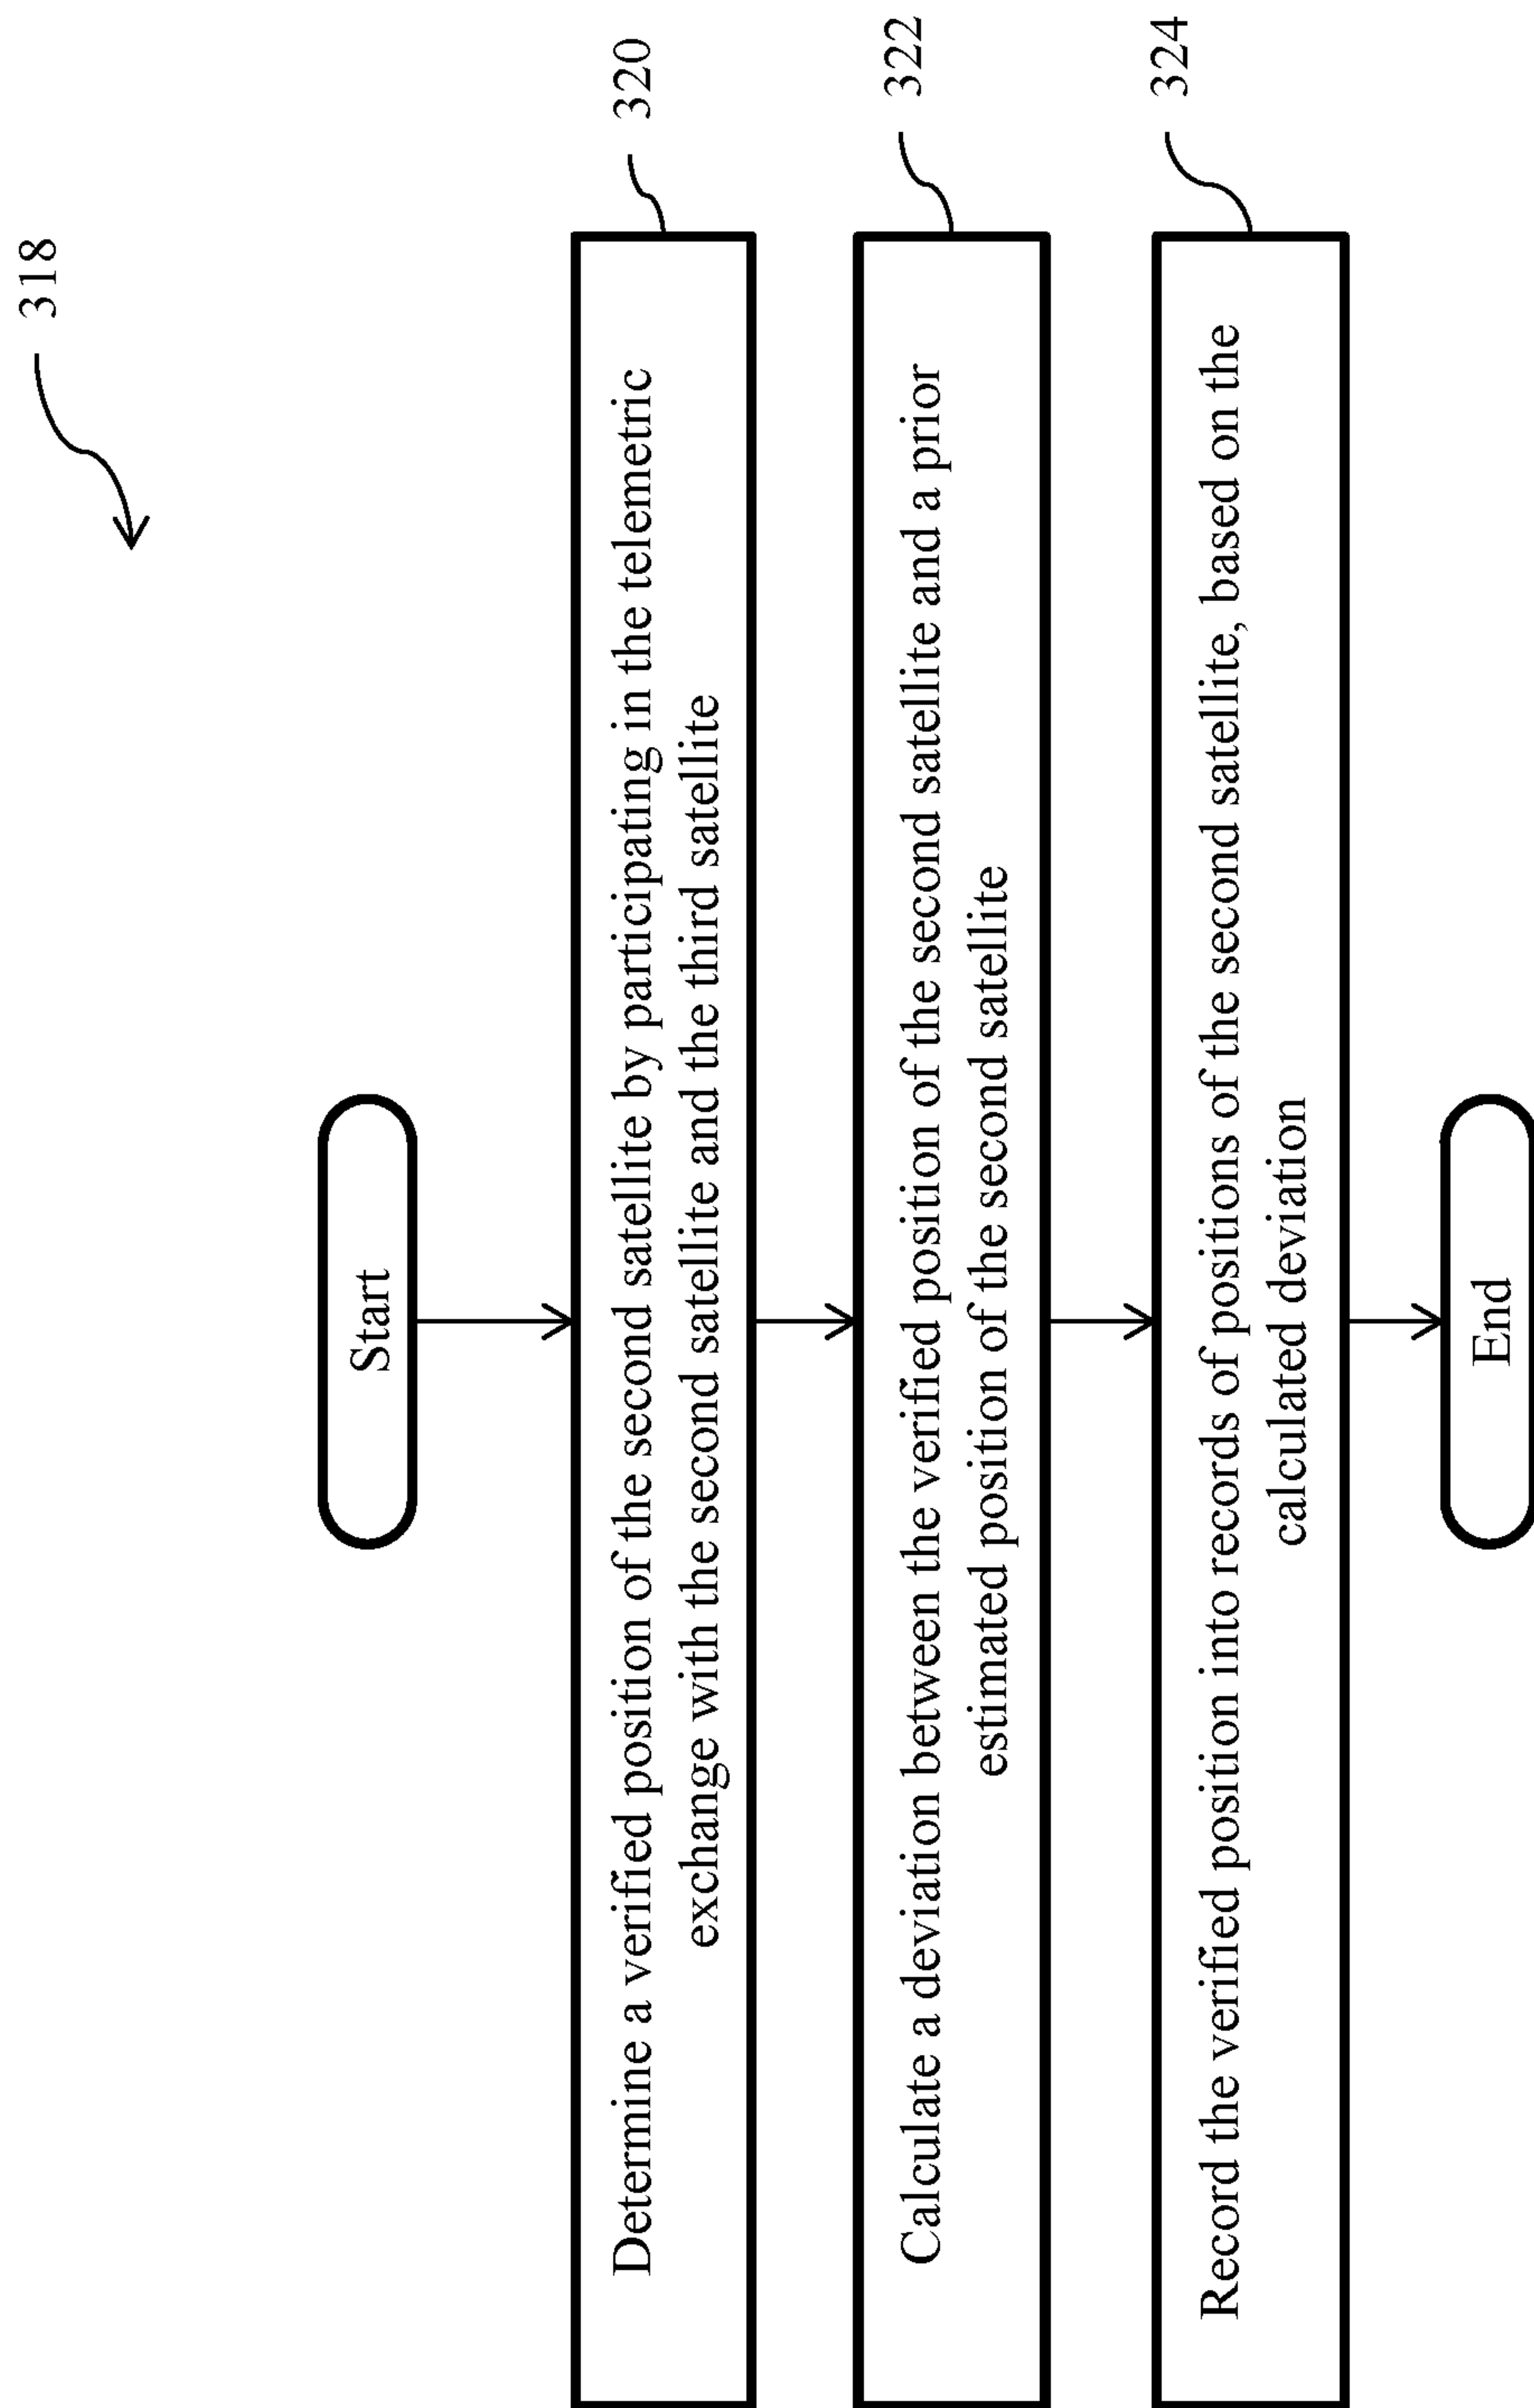 318
Start
Determine a verified position of the second satellite by participating in the telemetric
exchange with the second satellite and the third satellite
320
Calculate a deviation between the verified position of the second satellite and a prior
estimated position of the second satellite
322
Record the verified position into records of positions of the second satellite, based on the
calculated deviation
324
End